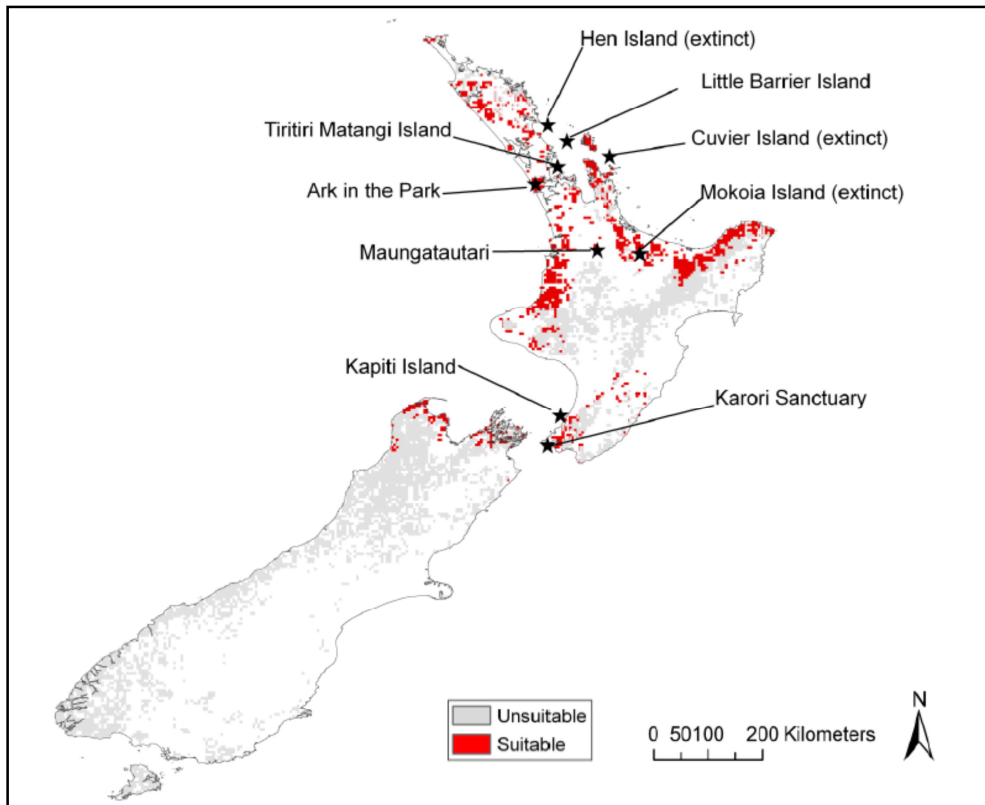 Hen Island (extinct)
Little Barrier Island
Tiritiri Matangi Island
Cuvier Island (extinct)
Ark in the Park
Mokoia Island (extinct)
Maungatautari
Kapiti Island
Karori Sanctuary
Unsuitable
Suitable
N
0 50100 200 Kilometers